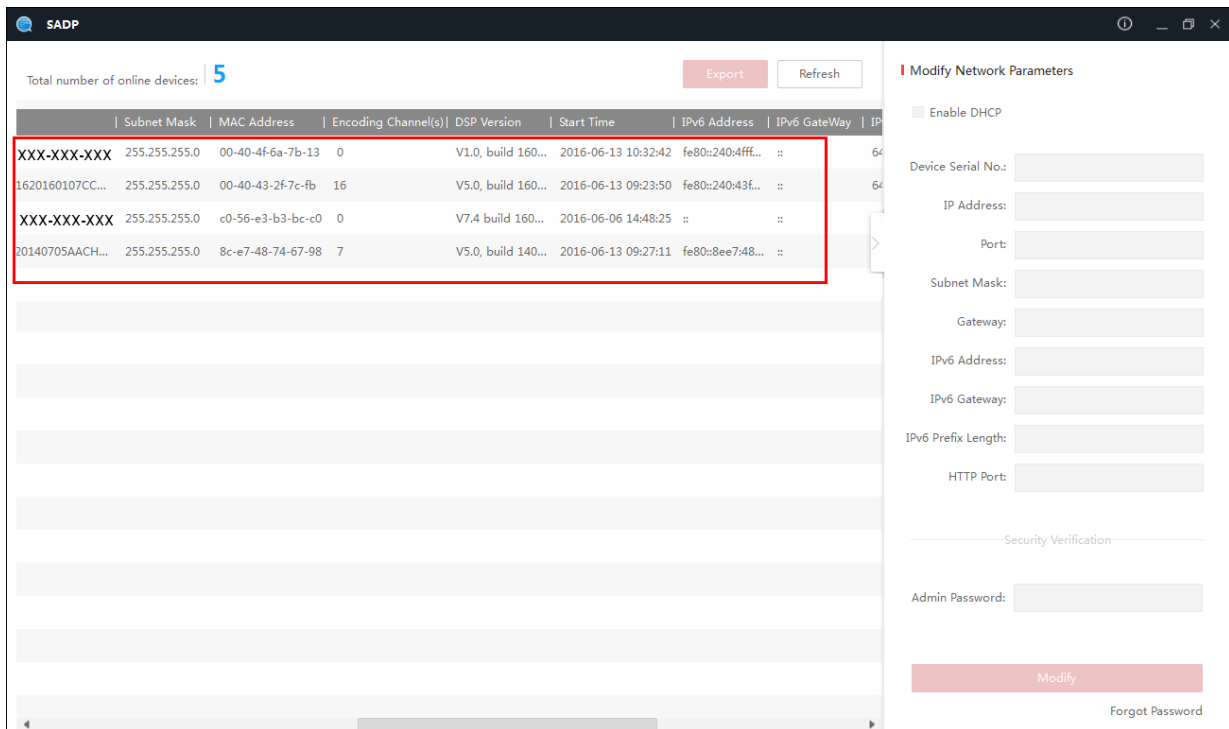 SADP
Total number of online devices: 5
Export
Refresh
| Subnet Mask | MAC Address | Encoding Channel(s) | DSP Version | Start Time | IPv6 Address | IPv6 GateWay | IP
XXX-XXX-XXX 255.255.255.0 00-40-4f-6a-7b-13 0 V1.0, build 160... 2016-06-13 10:32:42 fe80::240:4fff... :: 64
1620160107CC... 255.255.255.0 00-40-43-2f-7c-fb 16 V5.0, build 160... 2016-06-13 09:23:50 fe80::240:43f... :: 64
XXX-XXX-XXX 255.255.255.0 c0-56-e3-b3-bc-c0 0 V7.4 build 160... 2016-06-06 14:48:25 :: ::
20140705AACH... 255.255.255.0 8c-e7-48-74-67-98 7 V5.0, build 140... 2016-06-13 09:27:11 fe80::8ee7:48... ::
Modify Network Parameters
Enable DHCP
Device Serial No.:
IP Address:
Port:
Subnet Mask:
Gateway:
IPv6 Address:
IPv6 Gateway:
IPv6 Prefix Length:
HTTP Port:
Security Verification
Admin Password:
Modify
Forgot Password